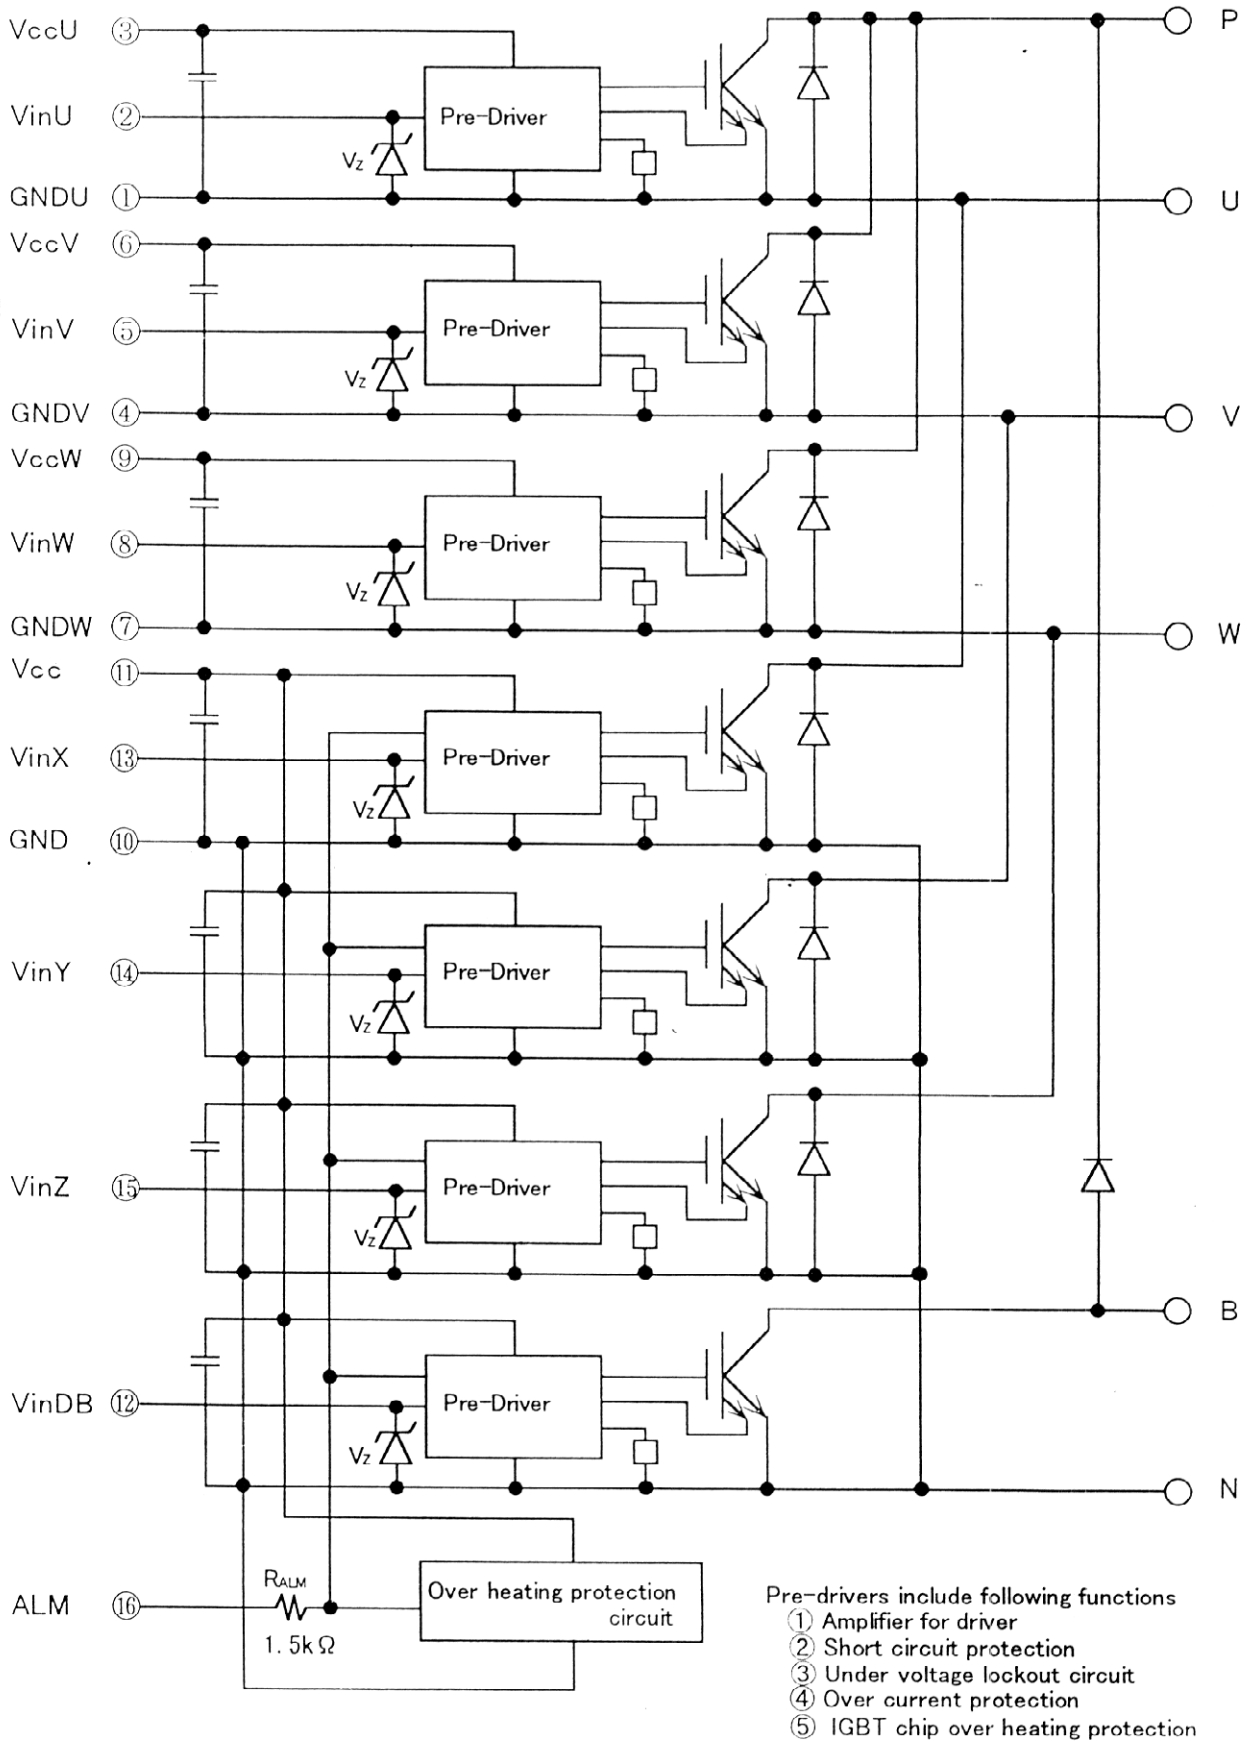 VccU ③ P
VinU ② Pre-Driver
Vz
GNDU ① U
VccV ⑥
VinV ⑤ Pre-Driver
Vz
GNDV ④ V
VccW ⑨
VinW ⑧ Pre-Driver
Vz
GNDW ⑦ W
Vcc ⑪
VinX ⑬ Pre-Driver
Vz
GND ⑩
VinY ⑭ Pre-Driver
Vz
VinZ ⑮ Pre-Driver
Vz
B
VinDB ⑫ Pre-Driver
Vz
N
ALM ⑯ RALM
1.5kΩ
Over heating protection
circuit
Pre-drivers include following functions
① Amplifier for driver
② Short circuit protection
③ Under voltage lockout circuit
④ Over current protection
⑤ IGBT chip over heating protection